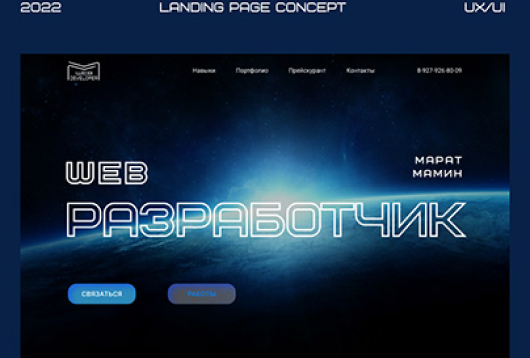 2022 LANDING PAGE CONCEPT UX/UI
WEB DEVELOPER Навыки Портфолио Прейскурант Контакты 8-927-926-80-09
WEB
МАРАТ
МАМИН
РАЗРАБОТЧИК
СВЯЗАТЬСЯ РАБОТЫ